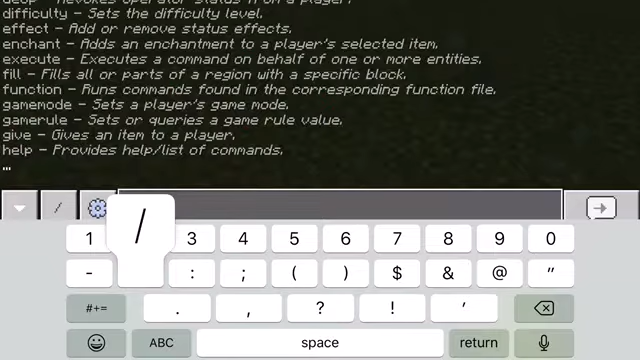 deop - Revokes operator status from a player.
difficulty - Sets the difficulty level.
effect - Add or remove status effects.
enchant - Adds an enchantment to a player's selected item.
execute - Executes a command on behalf of one or more entities.
fill - Fills all or parts of a region with a specific block.
function - Runs commands found in the corresponding function file.
gamemode - Sets a player's game mode.
gamerule - Sets or queries a game rule value.
give - Gives an item to a player.
help - Provides help/list of commands.
...
/
/
1 3 4 5 6 7 8 9 0
- : ; ( ) $ & @ "
#+= . , ? ! '
ABC space return